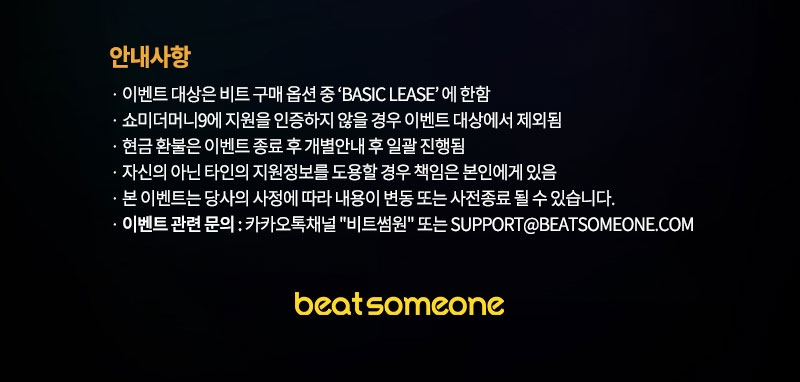 안내사항
· 이벤트 대상은 비트 구매 옵션 중 ‘BASIC LEASE’ 에 한함
· 쇼미더머니9에 지원을 인증하지 않을 경우 이벤트 대상에서 제외됨
· 현금 환불은 이벤트 종료 후 개별안내 후 일괄 진행됨
· 자신의 아닌 타인의 지원정보를 도용할 경우 책임은 본인에게 있음
· 본 이벤트는 당사의 사정에 따라 내용이 변동 또는 사전종료 될 수 있습니다.
· 이벤트 관련 문의 : 카카오톡채널 "비트썸원" 또는 SUPPORT@BEATSOMEONE.COM
beatsomeone